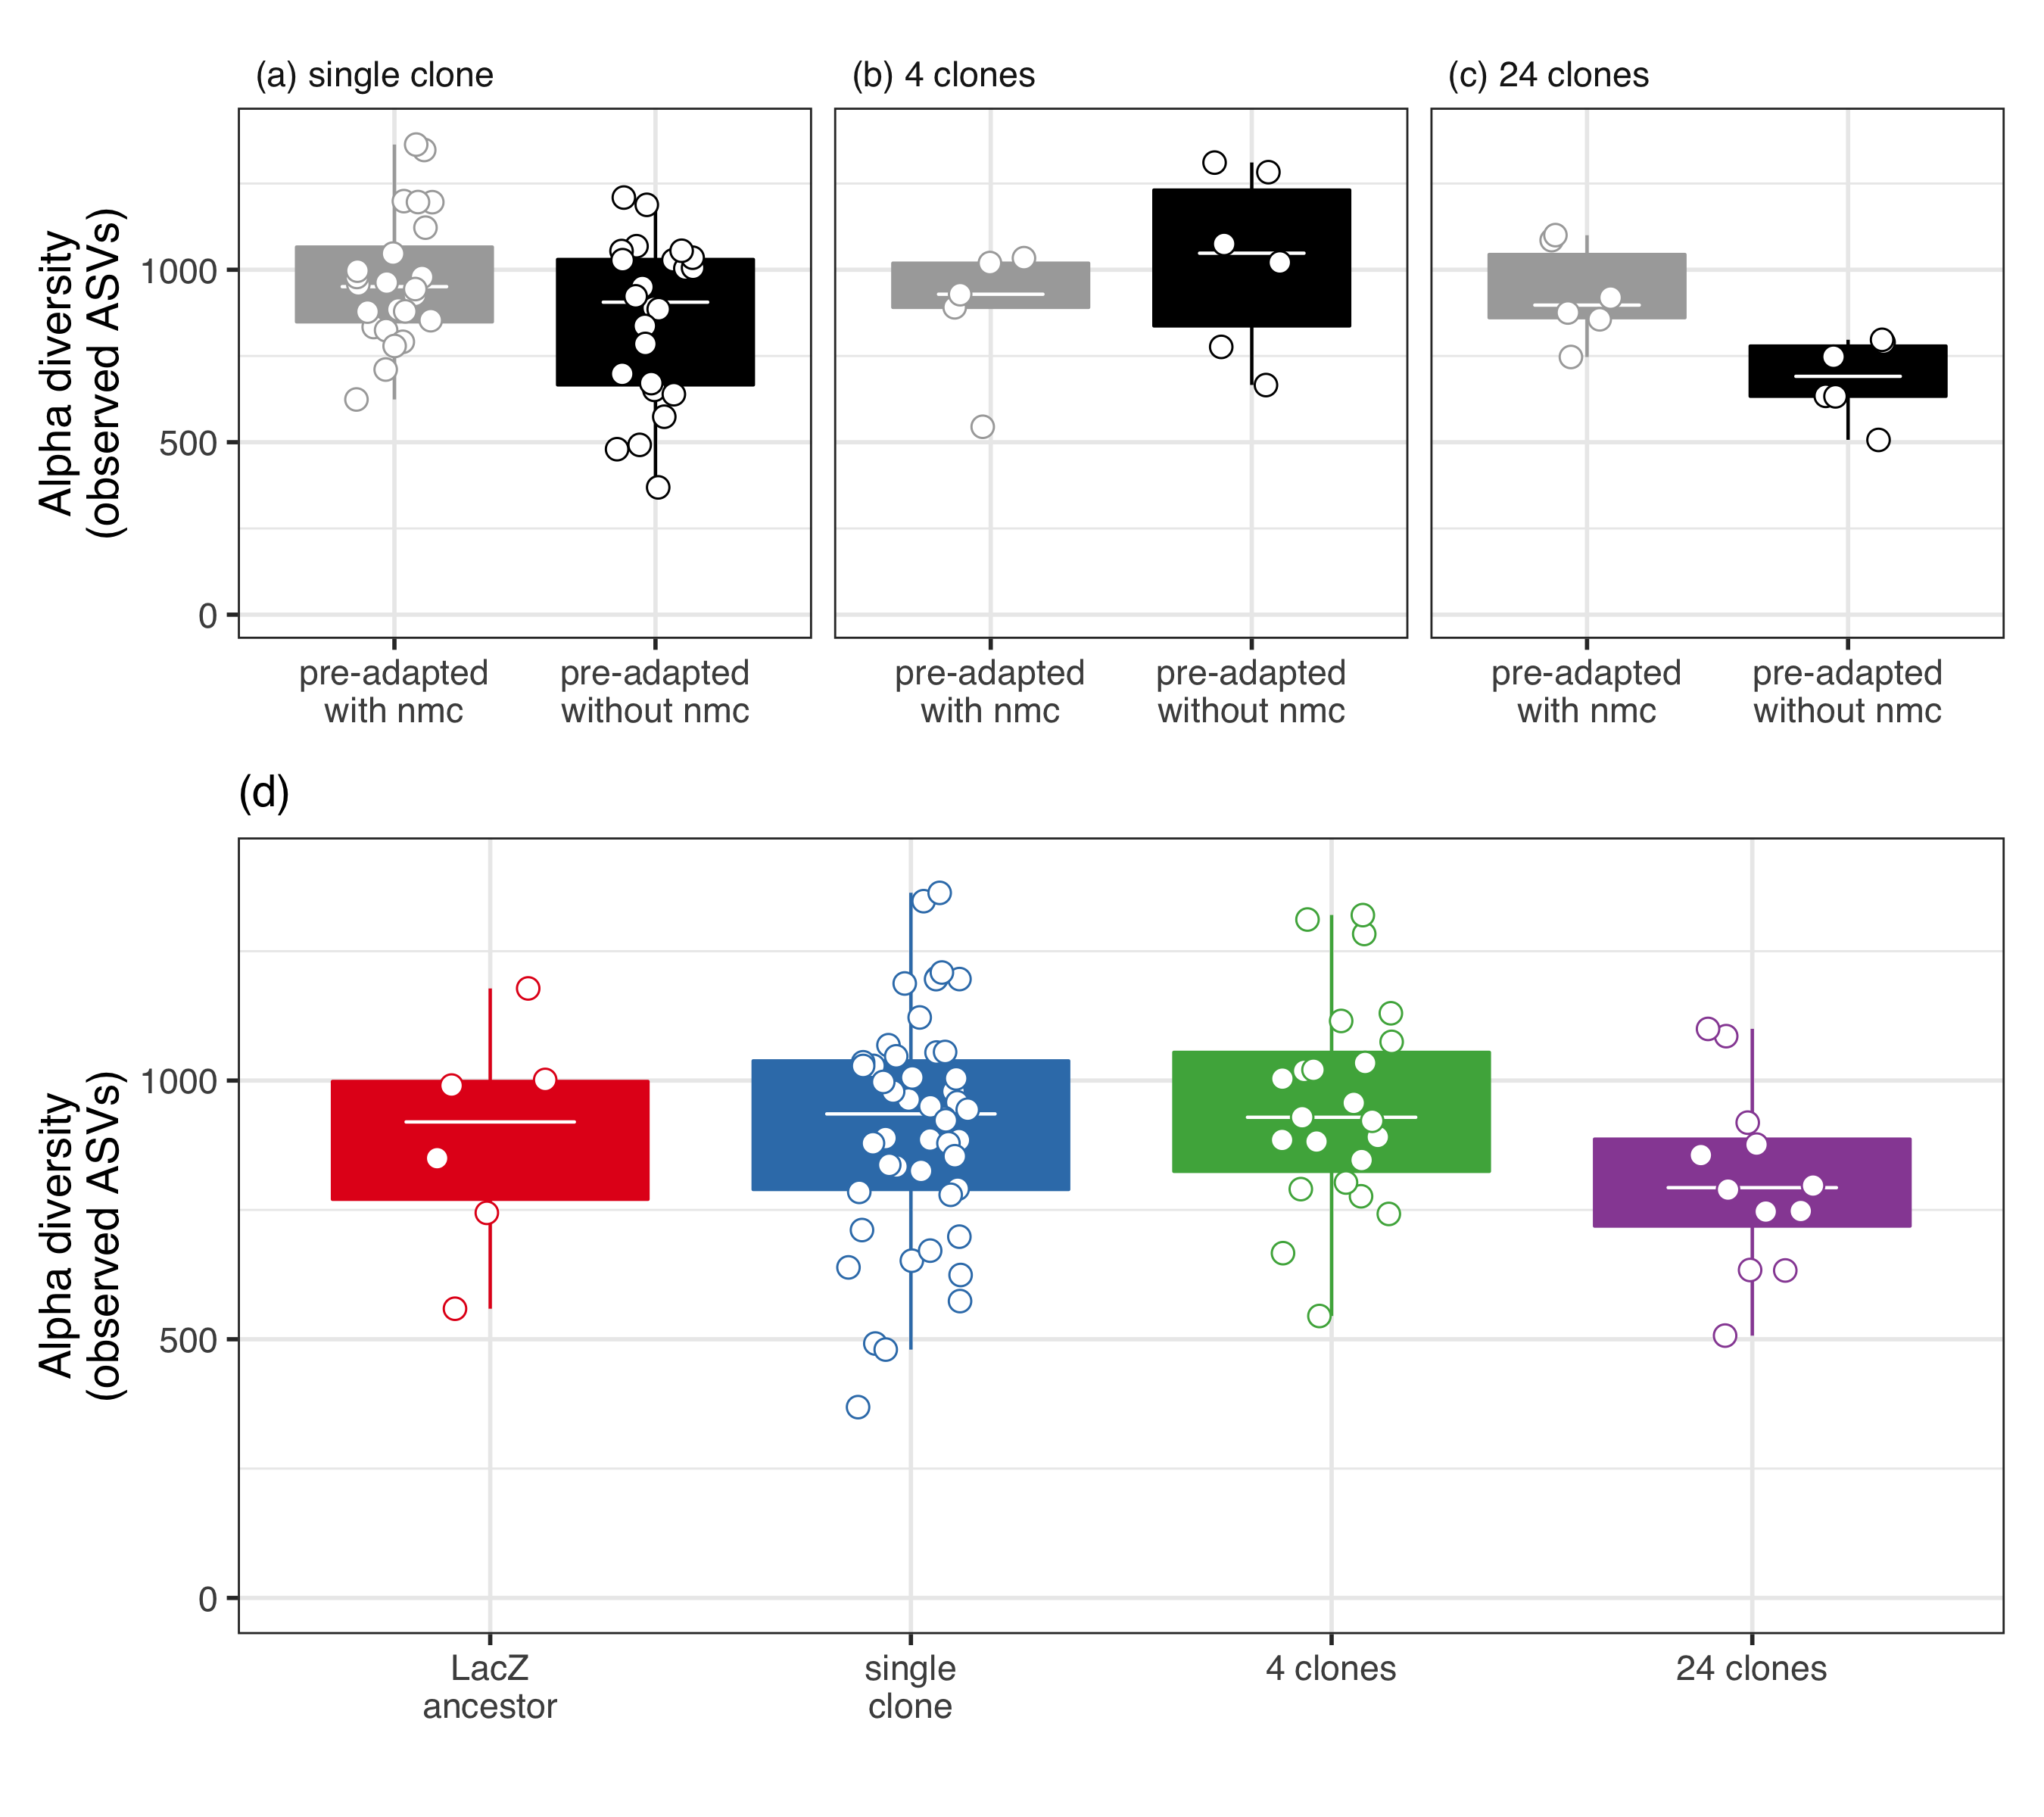 (a) single clone
(b) 4 clones
(c) 24 clones
Alpha diversity
(observed ASVs)
1000
500
0
pre-adapted
with nmc
pre-adapted
without nmc
pre-adapted
with nmc
pre-adapted
without nmc
pre-adapted
with nmc
pre-adapted
without nmc
(d)
Alpha diversity
(observed ASVs)
1000
500
0
LacZ
ancestor
single
clone
4 clones
24 clones